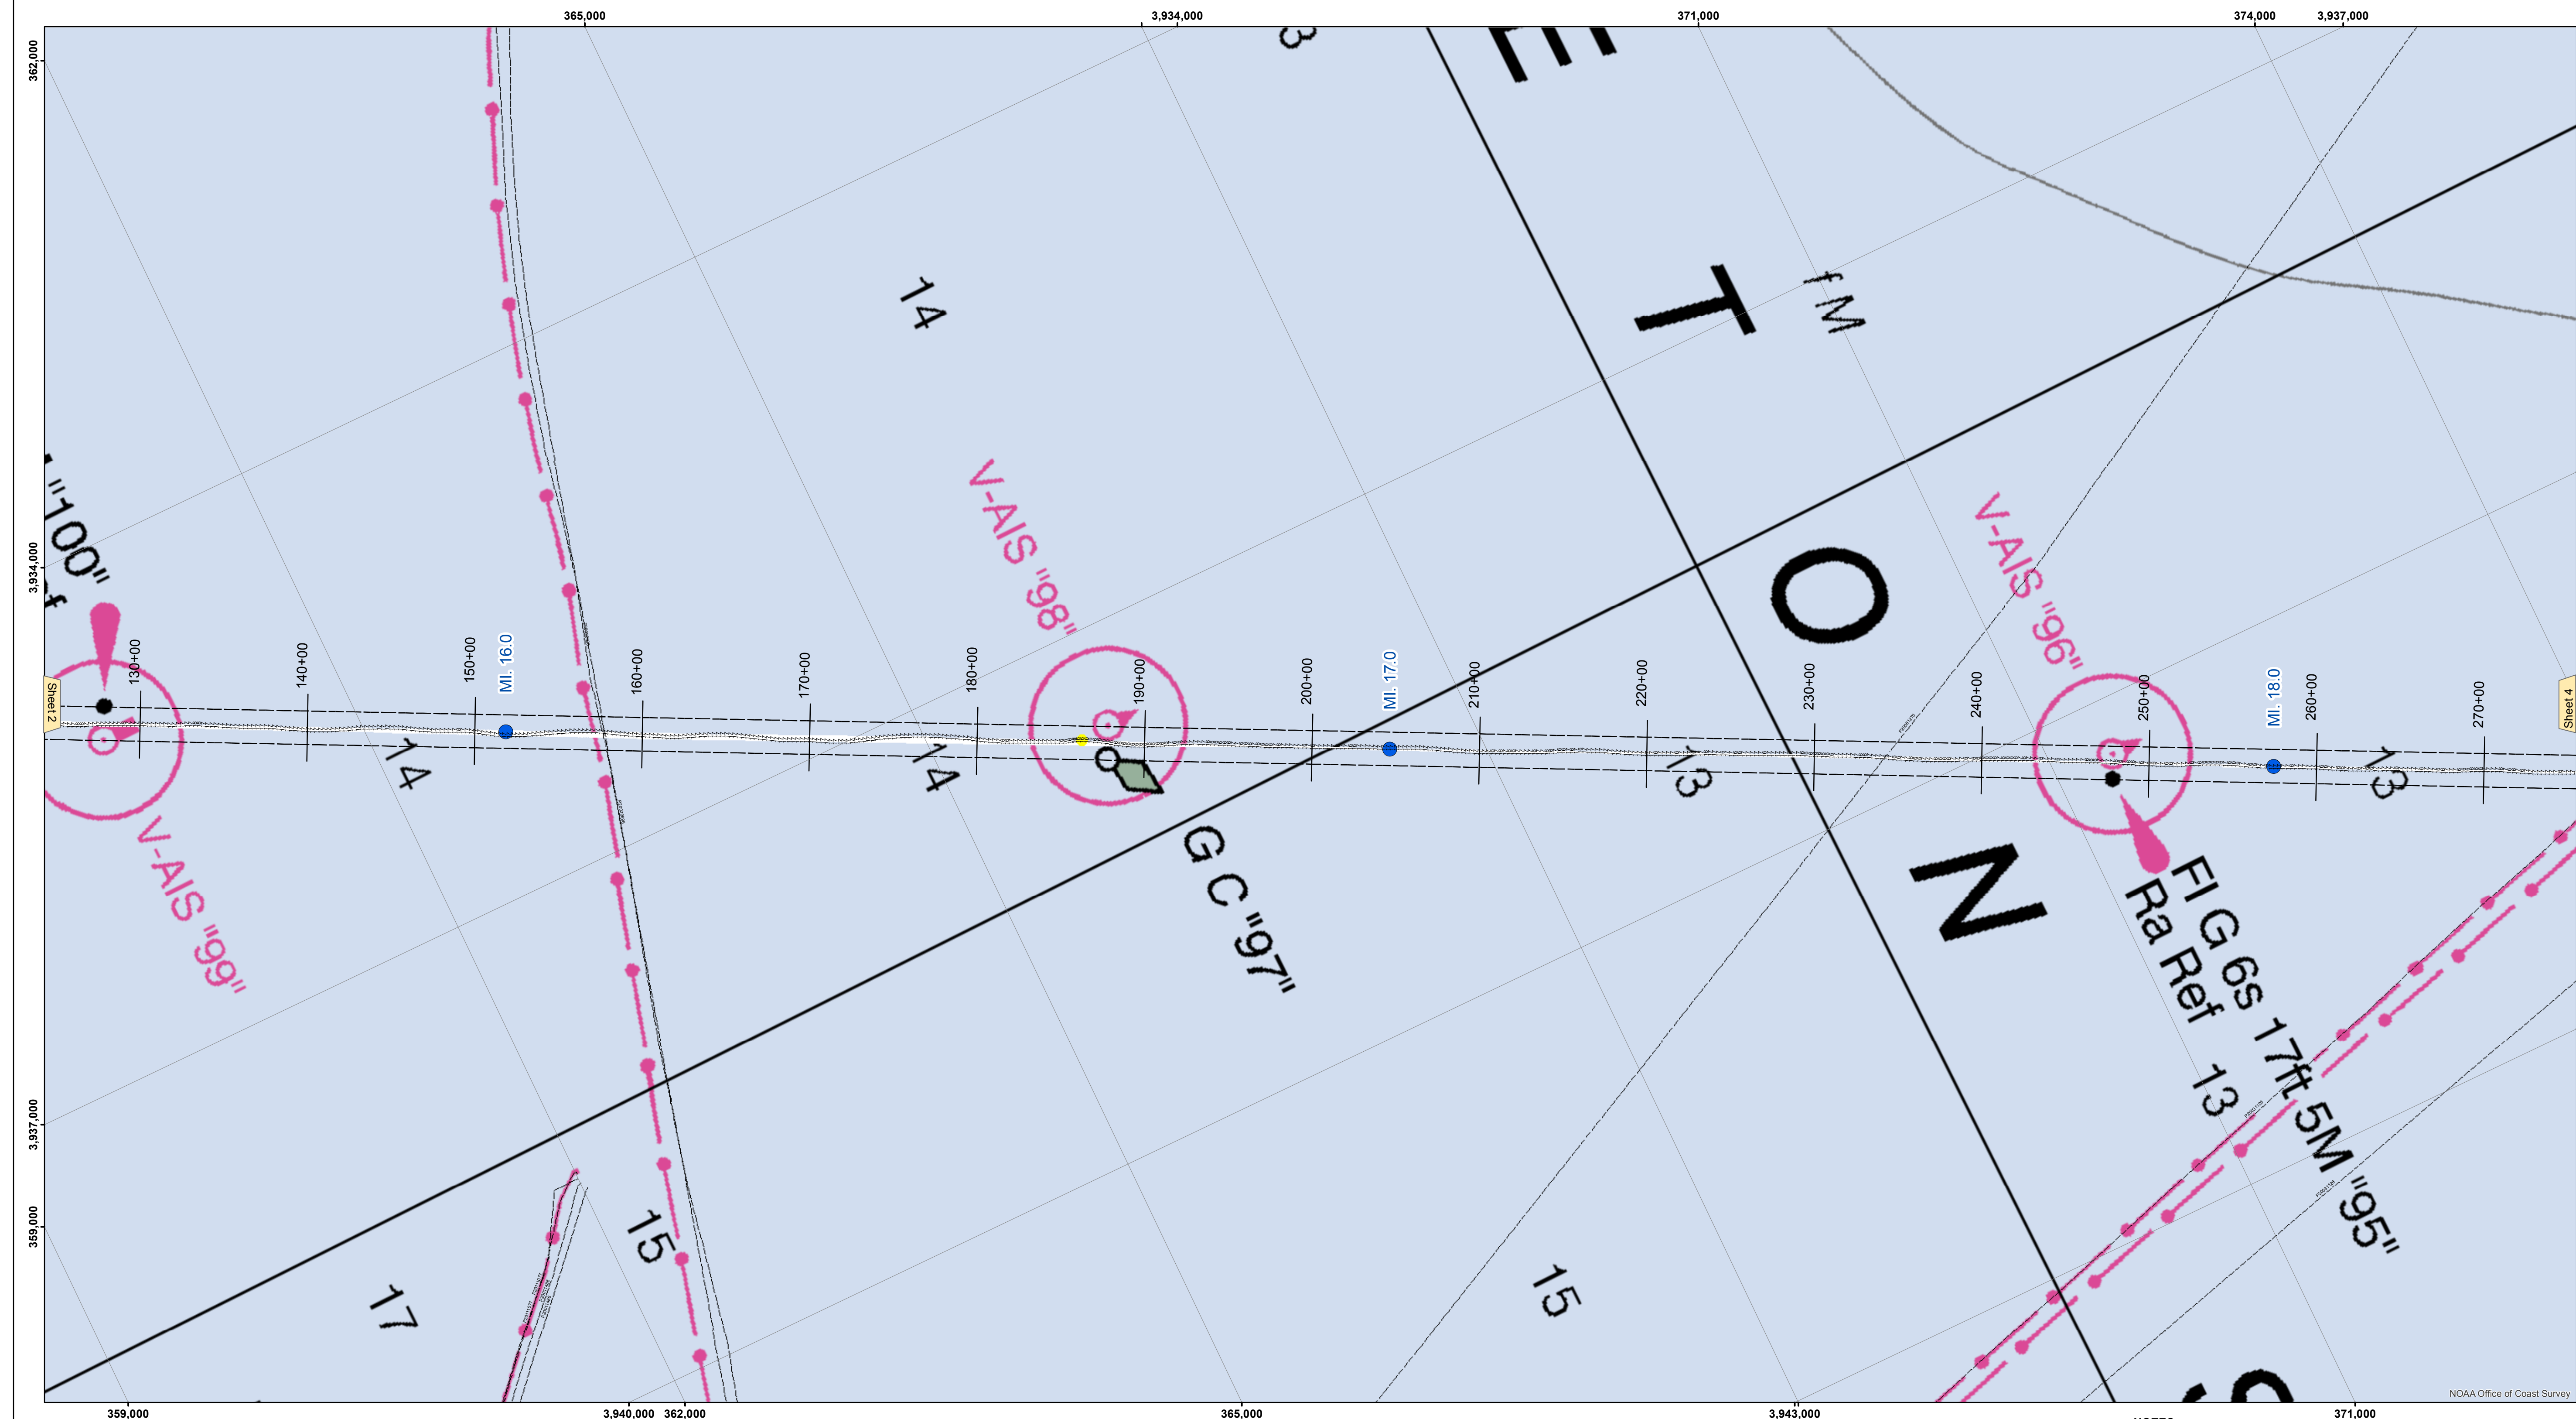 365,000
3,934,000
371,000
374,000
3,937,000
362,000
3,934,000
3,937,000
359,000
3
E
T
O
N
f M
14
V-AIS "98"
V-AIS "96"
"100"
130+00
140+00
150+00
MI. 16.0
160+00
170+00
180+00
190+00
200+00
MI. 17.0
210+00
220+00
230+00
240+00
250+00
MI. 18.0
260+00
270+00
Sheet 2
Sheet 4
14
14
13
13
V-AIS "99"
G C "97"
Fl G 6s 17ft 5M "95"
Ra Ref
13
15
17
15
S
NOAA Office of Coast Survey
359,000
3,940,000
362,000
365,000
3,943,000
371,000